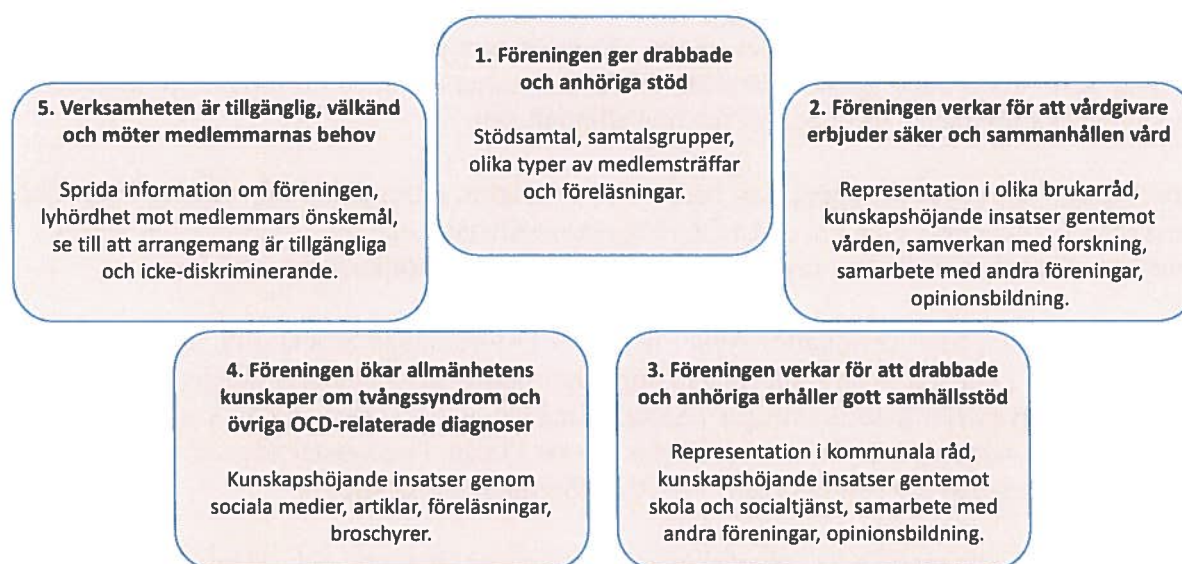 1. Föreningen ger drabbade
och anhöriga stöd
Stödsamtal, samtalsgrupper,
olika typer av medlemsträffar
och föreläsningar.
2. Föreningen verkar för att vårdgivare
erbjuder säker och sammanhållen vård
Representation i olika brukarråd,
kunskapshöjande insatser gentemot
vården, samverkan med forskning,
samarbete med andra föreningar,
opinionsbildning.
3. Föreningen verkar för att drabbade
och anhöriga erhåller gott samhällsstöd
Representation i kommunala råd,
kunskapshöjande insatser gentemot
skola och socialtjänst, samarbete med
andra föreningar, opinionsbildning.
4. Föreningen ökar allmänhetens
kunskaper om tvångssyndrom och
övriga OCD-relaterade diagnoser
Kunskapshöjande insatser genom
sociala medier, artiklar, föreläsningar,
broschyrer.
5. Verksamheten är tillgänglig, välkänd
och möter medlemmarnas behov
Sprida information om föreningen,
lyhördhet mot medlemmars önskemål,
se till att arrangemang är tillgängliga
och icke-diskriminerande.